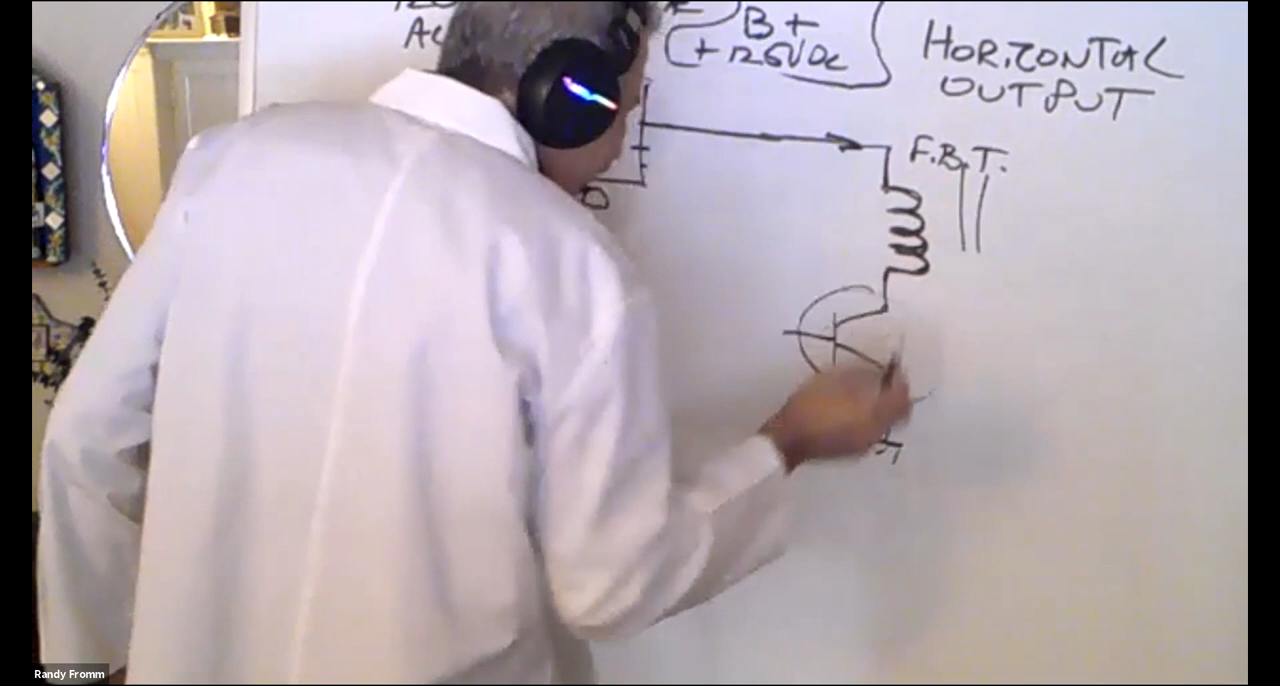 B+
+126VDC
HORIZONTAL
OUTPUT
F.B.T.
Randy Fromm